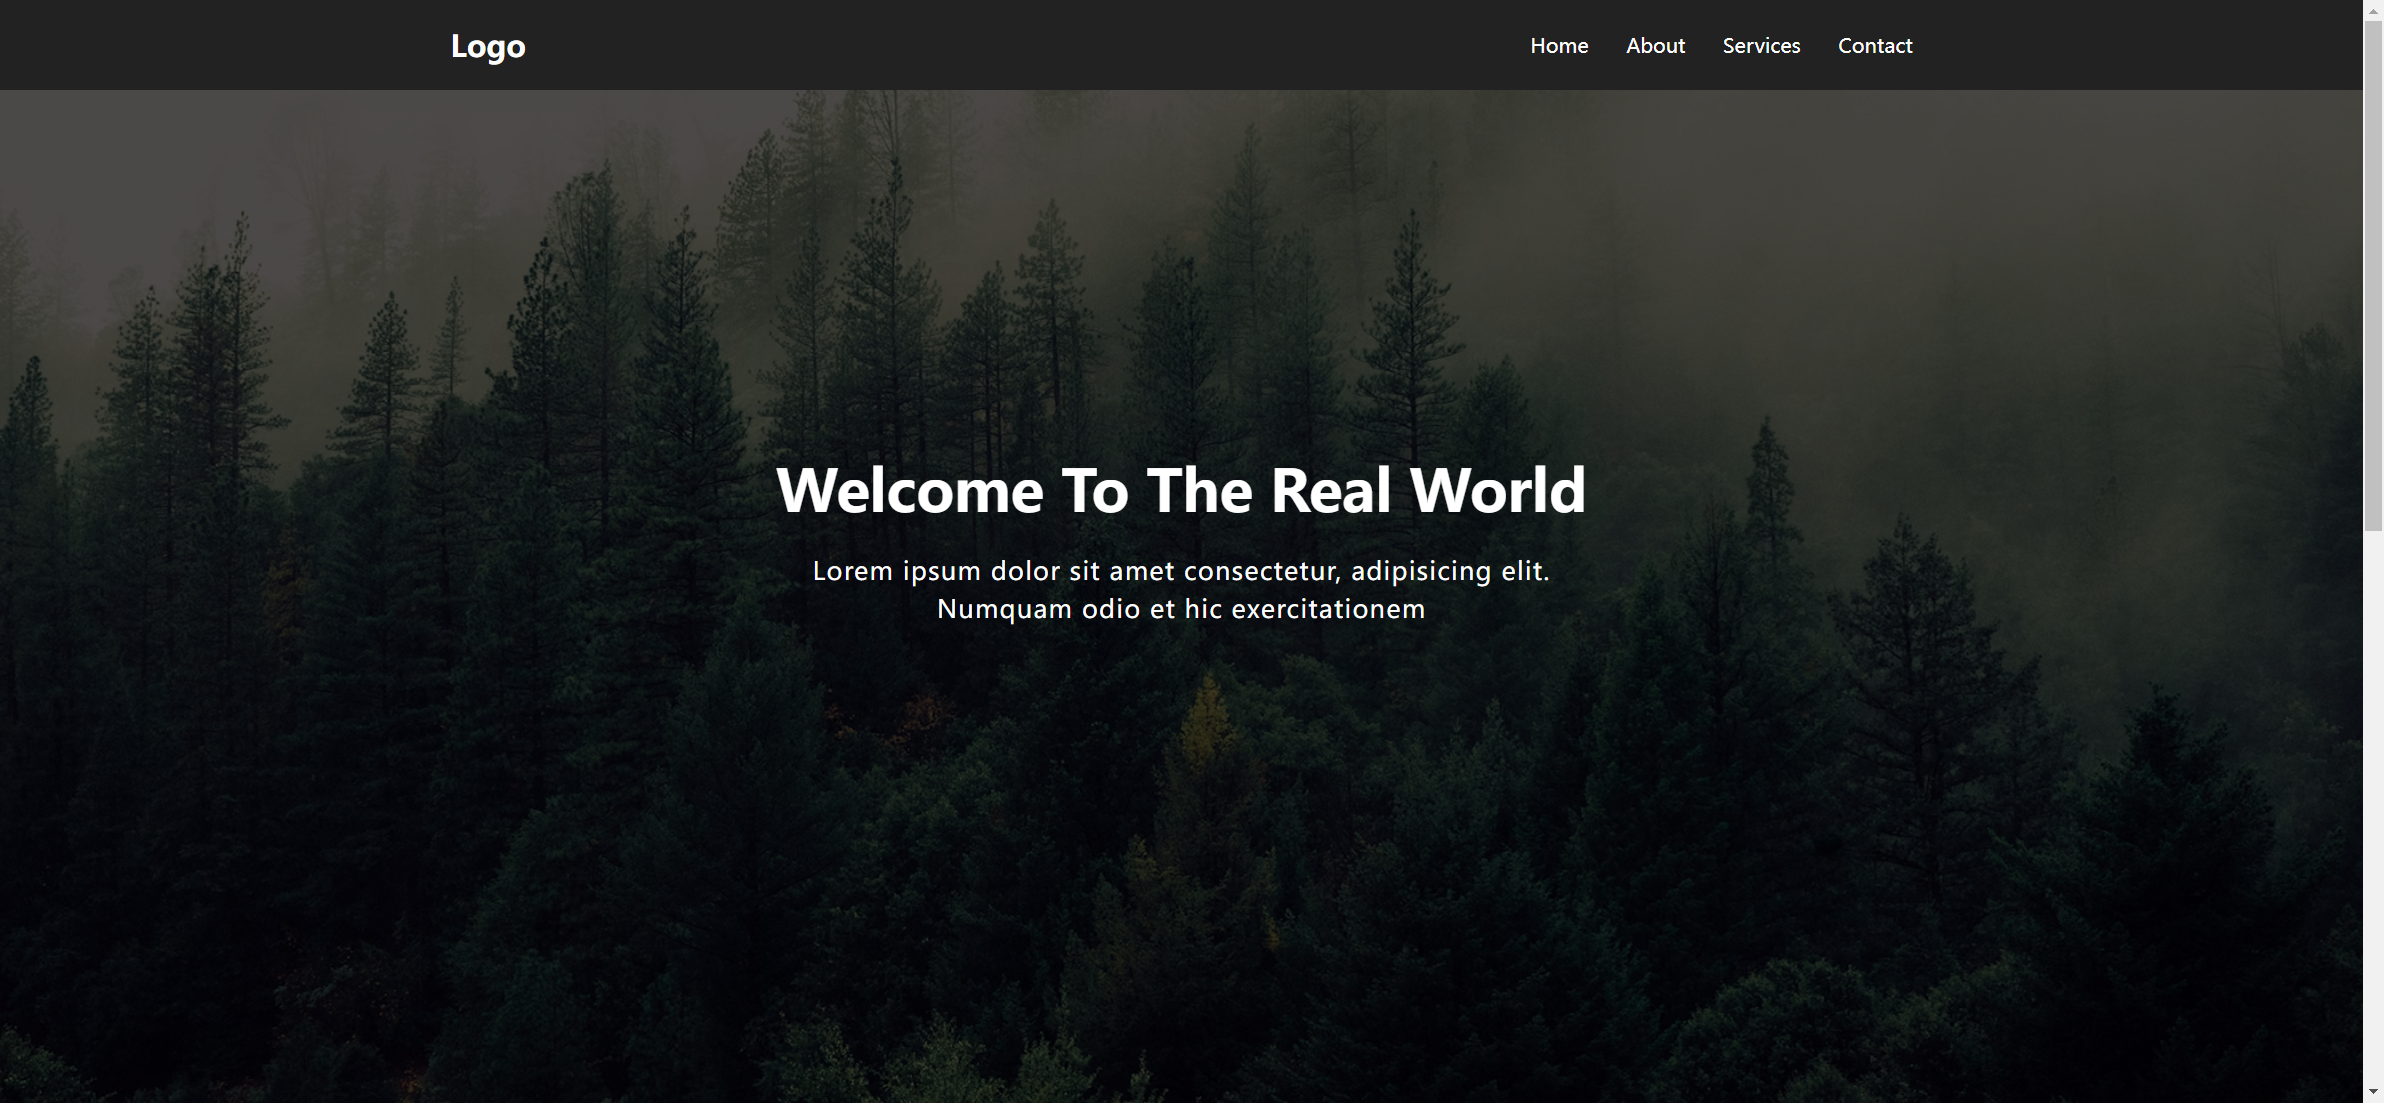 Logo
Home About Services Contact
Welcome To The Real World
Lorem ipsum dolor sit amet consectetur, adipisicing elit.
Numquam odio et hic exercitationem